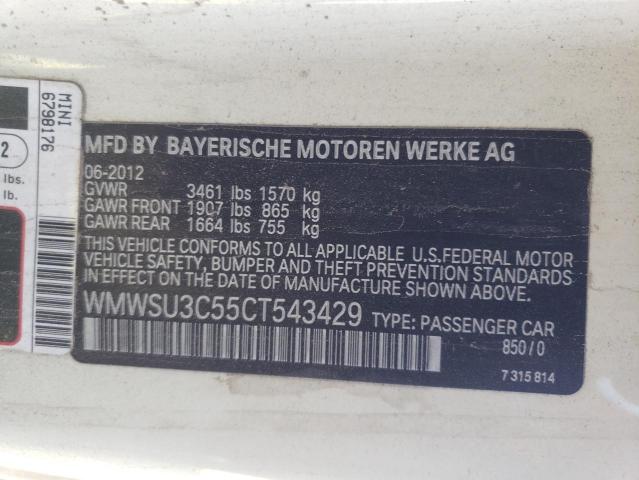 MINI
6798176
2
lbs.
lb.
MFD BY BAYERISCHE MOTOREN WERKE AG
06-2012
GVWR 3461 lbs 1570 kg
GAWR FRONT 1907 lbs 865 kg
GAWR REAR 1664 lbs 755 kg
THIS VEHICLE CONFORMS TO ALL APPLICABLE U.S.FEDERAL MOTOR
VEHICLE SAFETY, BUMPER AND THEFT PREVENTION STANDARDS
IN EFFECT ON THE DATE OF MANUFACTURE SHOWN ABOVE.
WMWSU3C55CT543429 TYPE: PASSENGER CAR
850/0
7 315 814